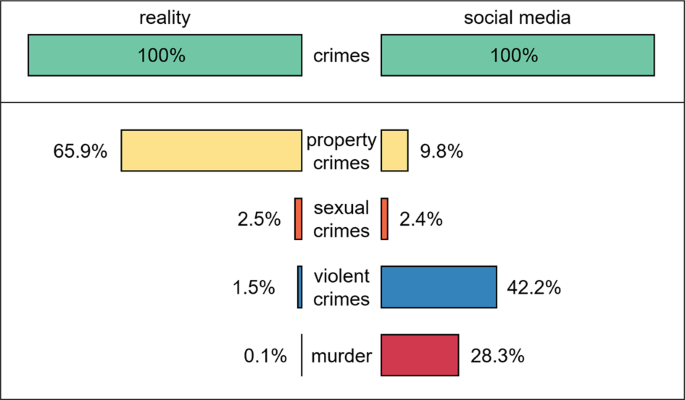 reality social media
100% crimes 100%
65.9% property crimes 9.8%
2.5% sexual crimes 2.4%
1.5% violent crimes 42.2%
0.1% murder 28.3%